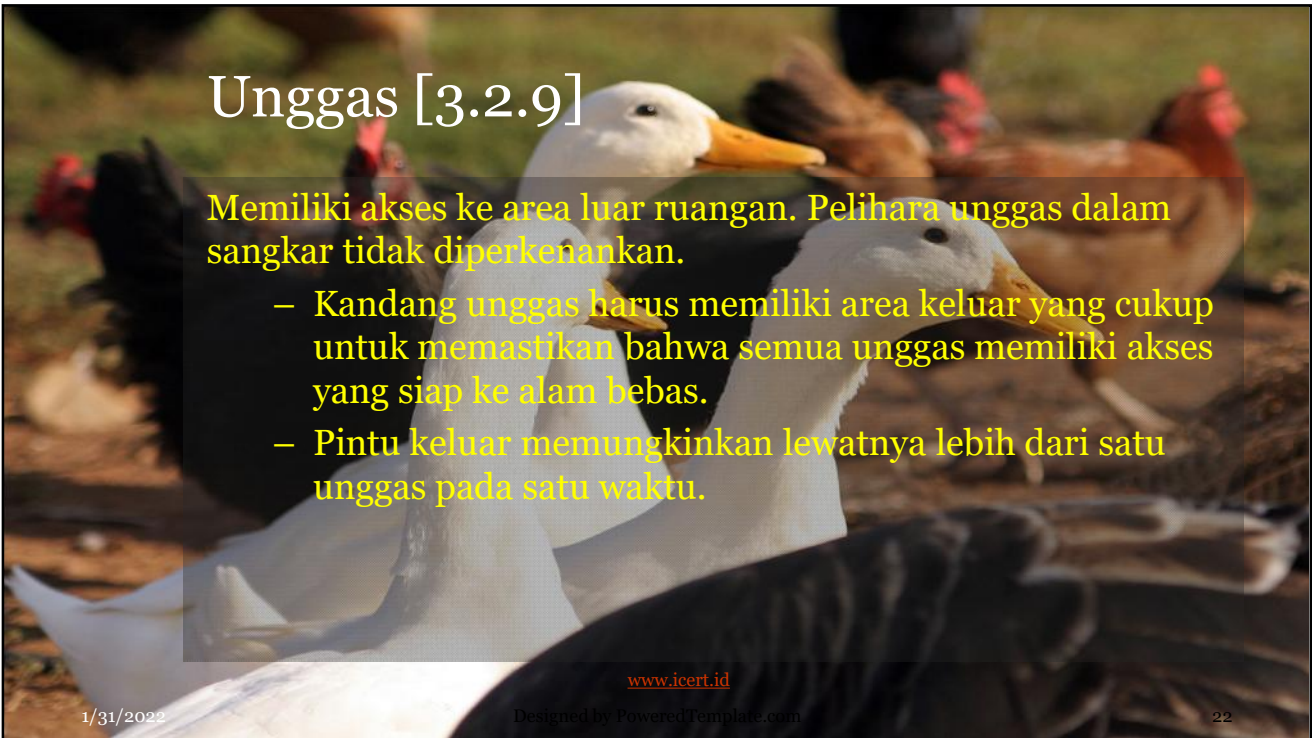 Unggas [3.2.9]
Memiliki akses ke area luar ruangan. Pelihara unggas dalam
sangkar tidak diperkenankan.
– Kandang unggas harus memiliki area keluar yang cukup
untuk memastikan bahwa semua unggas memiliki akses
yang siap ke alam bebas.
– Pintu keluar memungkinkan lewatnya lebih dari satu
unggas pada satu waktu.
www.icert.id
1/31/2022
Designed by PoweredTemplate.com
22